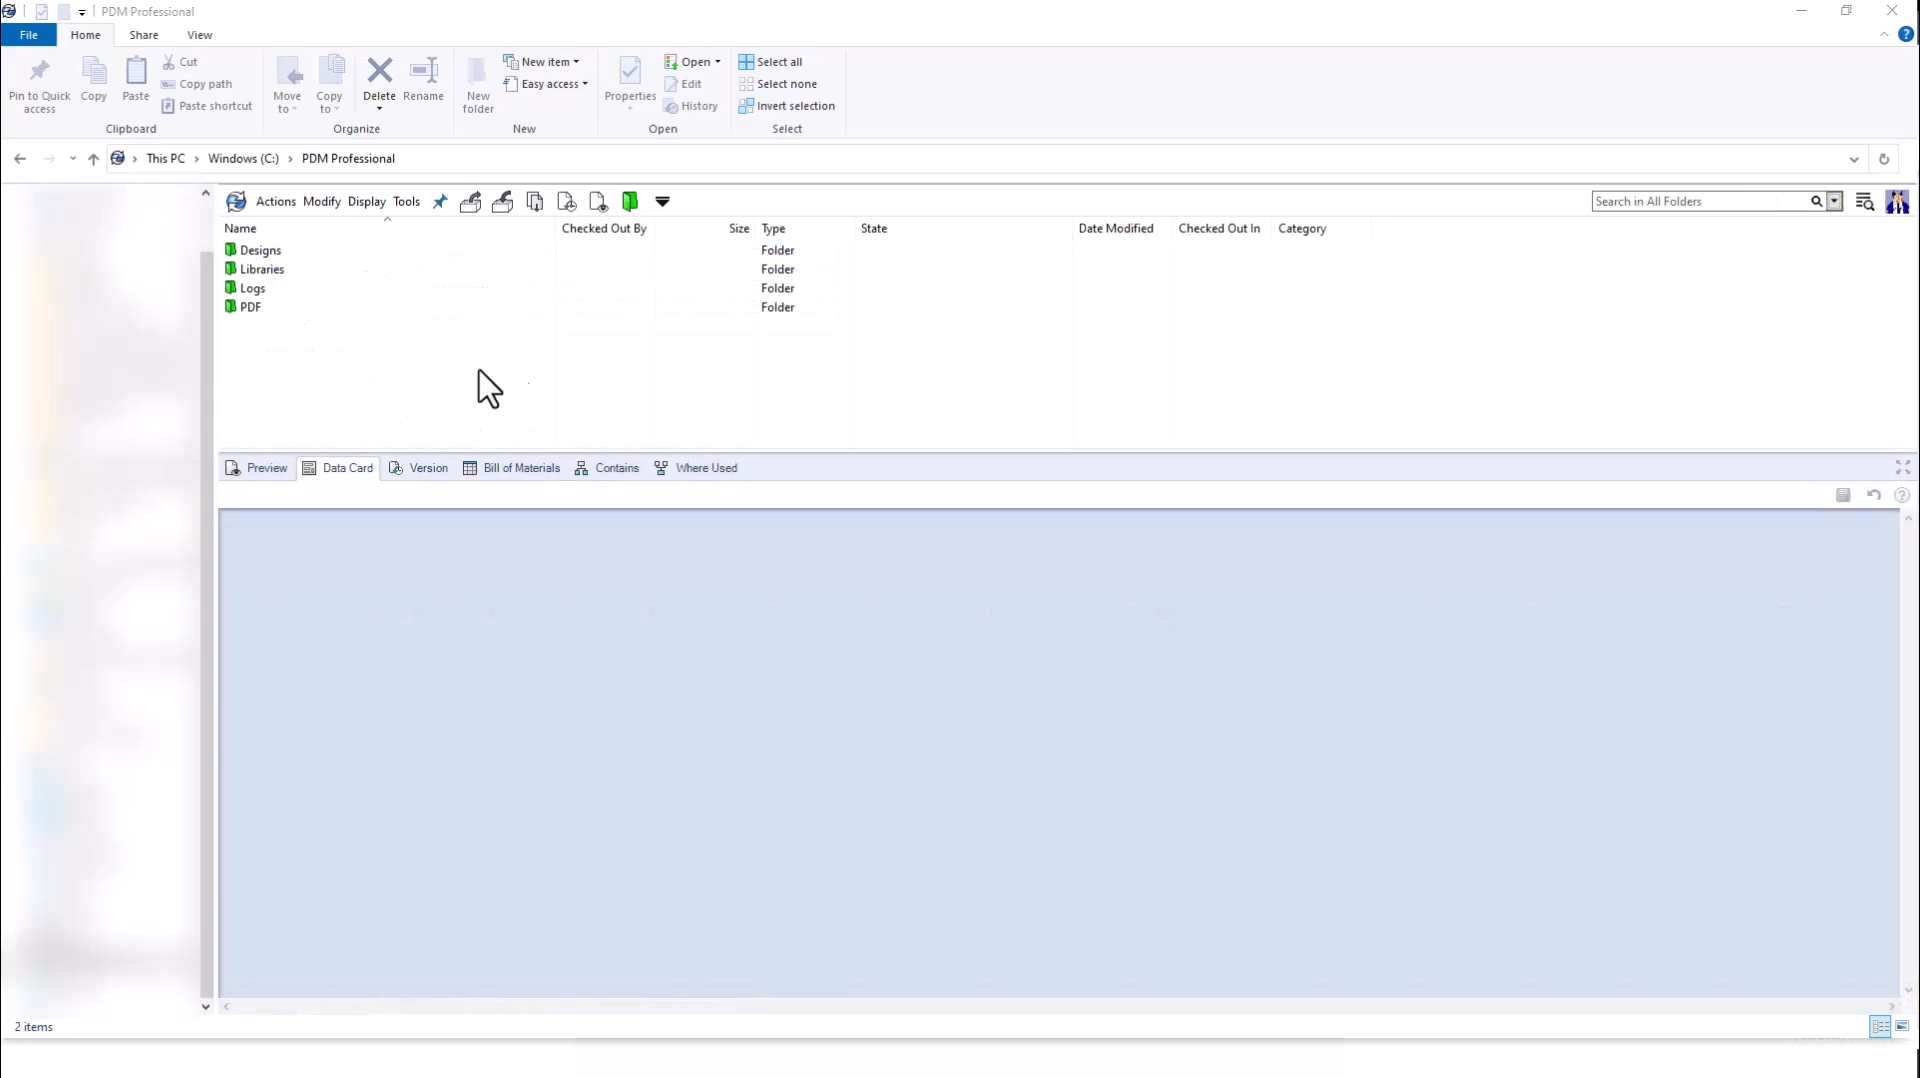 PDM Professional
File Home Share View
Pin to Quick access
Copy
Paste
Cut
Copy path
Paste shortcut
Clipboard
Move to
Copy to
Delete
Rename
Organize
New folder
New item
Easy access
New
Properties
Open
Edit
History
Open
Select all
Select none
Invert selection
Select
This PC > Windows (C:) > PDM Professional
Actions Modify Display Tools
Search in All Folders
Name Checked Out By Size Type State Date Modified Checked Out In Category
Designs Folder
Libraries Folder
Logs Folder
PDF Folder
Preview Data Card Version Bill of Materials Contains Where Used
2 items